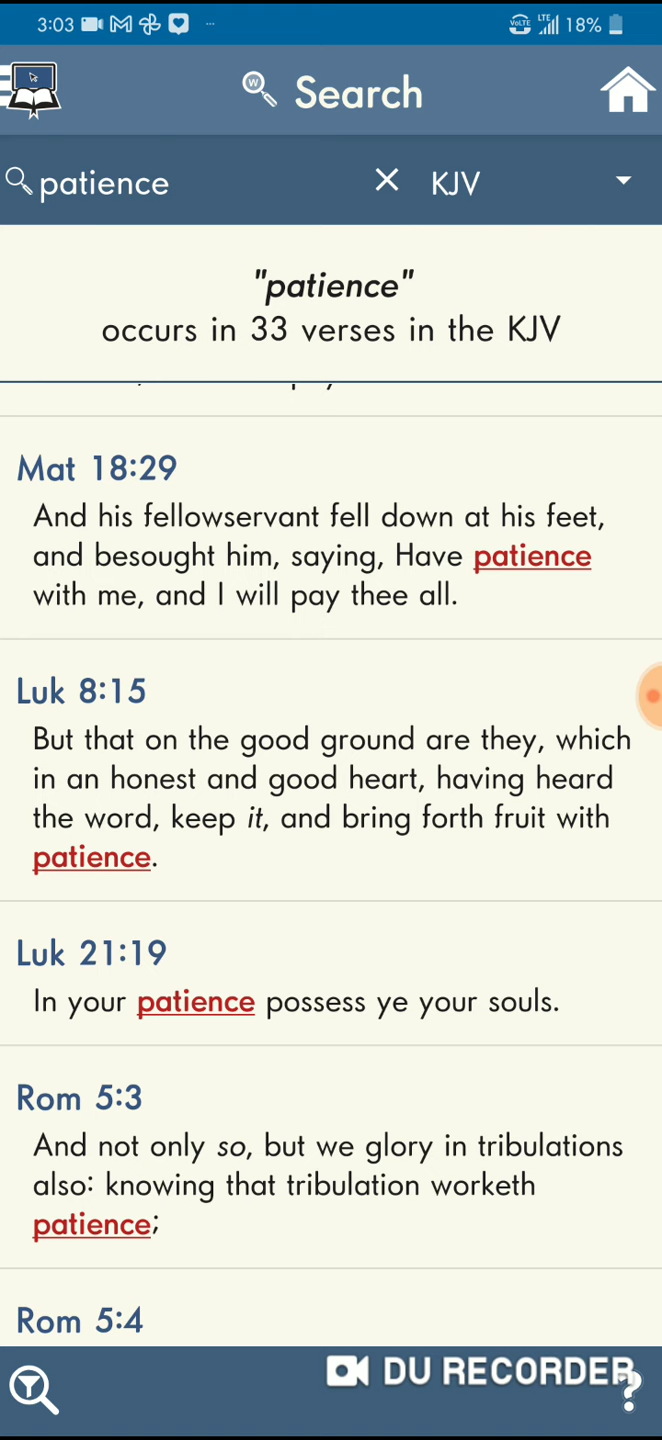 3:03 ... VoLTE LTE 18%
W Search
patience KJV
"patience"
occurs in 33 verses in the KJV
Mat 18:29
And his fellowservant fell down at his feet,
and besought him, saying, Have patience
with me, and I will pay thee all.
Luk 8:15
But that on the good ground are they, which
in an honest and good heart, having heard
the word, keep it, and bring forth fruit with
patience.
Luk 21:19
In your patience possess ye your souls.
Rom 5:3
And not only so, but we glory in tribulations
also: knowing that tribulation worketh
patience;
Rom 5:4
DU RECORDER
?